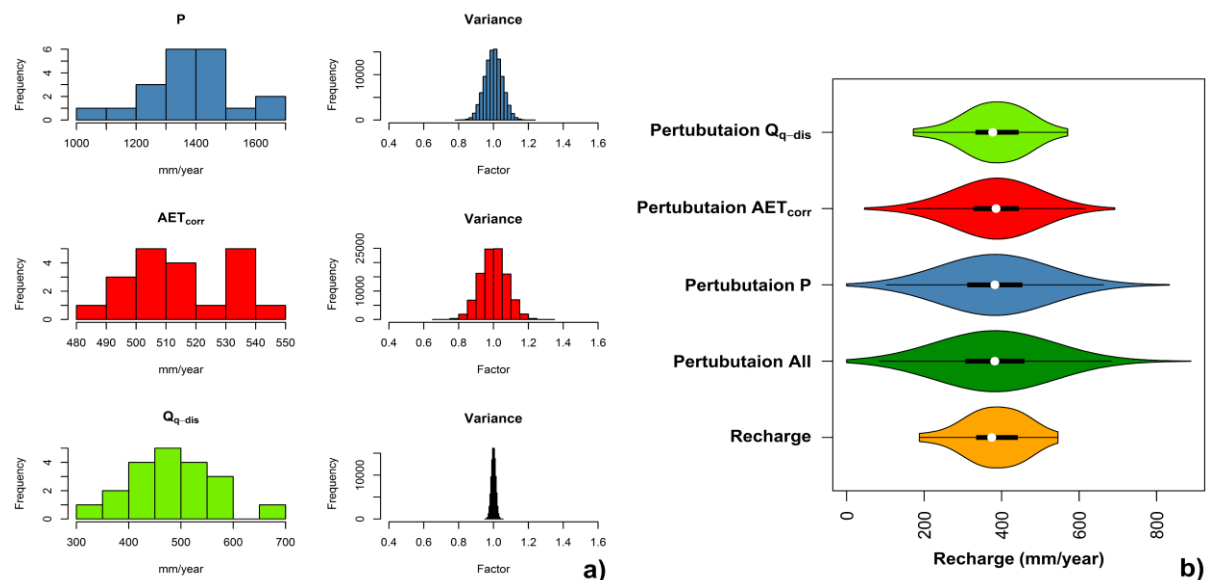 P
Frequency
0 2 4 6
1000 1200 1400 1600
mm/year
Variance
Frequency
0 10000
0.4 0.6 0.8 1.0 1.2 1.4 1.6
Factor
AETcorr
Frequency
0 2 4
480 490 500 510 520 530 540 550
mm/year
Variance
Frequency
0 10000 25000
0.4 0.6 0.8 1.0 1.2 1.4 1.6
Factor
Qq-dis
Frequency
0 2 4
300 400 500 600 700
mm/year
Variance
Frequency
0 10000
0.4 0.6 0.8 1.0 1.2 1.4 1.6
Factor
a)
Pertubutaion Qq-dis
Pertubutaion AETcorr
Pertubutaion P
Pertubutaion All
Recharge
0 200 400 600 800
Recharge (mm/year)
b)